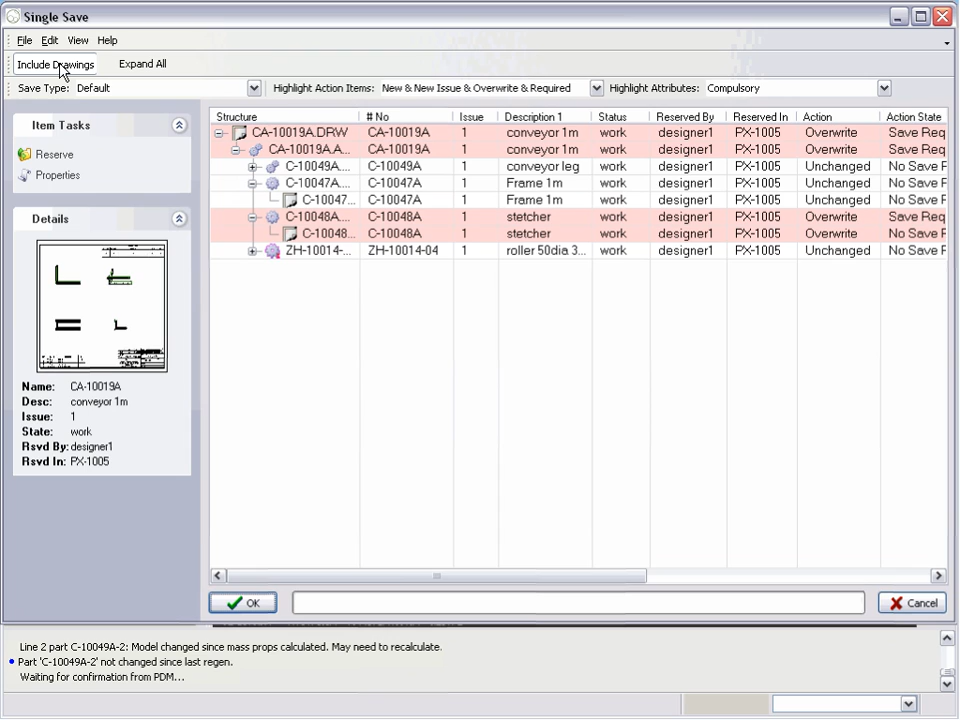 Single Save
File Edit View Help
Include Drawings Expand All
Save Type: Default Highlight Action Items: New & New Issue & Overwrite & Required Highlight Attributes: Compulsory
Item Tasks
Reserve
Properties
Details
Name: CA-10019A
Desc: conveyor 1m
Issue: 1
State: work
Rsvd By: designer1
Rsvd In: PX-1005
Structure # No Issue Description 1 Status Reserved By Reserved In Action Action State
CA-10019A.DRW CA-10019A 1 conveyor 1m work designer1 PX-1005 Overwrite Save Req
CA-10019A.A... CA-10019A 1 conveyor 1m work designer1 PX-1005 Overwrite Save Req
C-10049A.... C-10049A 1 conveyor leg work designer1 PX-1005 Unchanged No Save F
C-10047A.... C-10047A 1 Frame 1m work designer1 PX-1005 Unchanged No Save F
C-10047... C-10047A 1 Frame 1m work designer1 PX-1005 Unchanged No Save F
C-10048A.... C-10048A 1 stetcher work designer1 PX-1005 Overwrite Save Req
C-10048... C-10048A 1 stetcher work designer1 PX-1005 Overwrite No Save F
ZH-10014-... ZH-10014-04 1 roller 50dia 3... work designer1 PX-1005 Unchanged No Save F
OK Cancel
Line 2 part C-10049A-2: Model changed since mass props calculated. May need to recalculate.
Part 'C-10049A-2' not changed since last regen.
Waiting for confirmation from PDM...